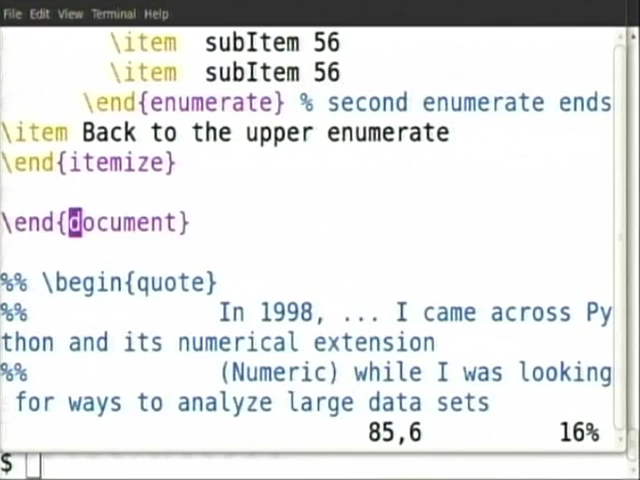 File Edit View Terminal Help
\item subItem 56
\item subItem 56
\end{enumerate} % second enumerate ends
\item Back to the upper enumerate
\end{itemize}
\end{document}
%% \begin{quote}
%% In 1998, ... I came across Py
thon and its numerical extension
%% (Numeric) while I was looking
for ways to analyze large data sets
85,6 16%
$